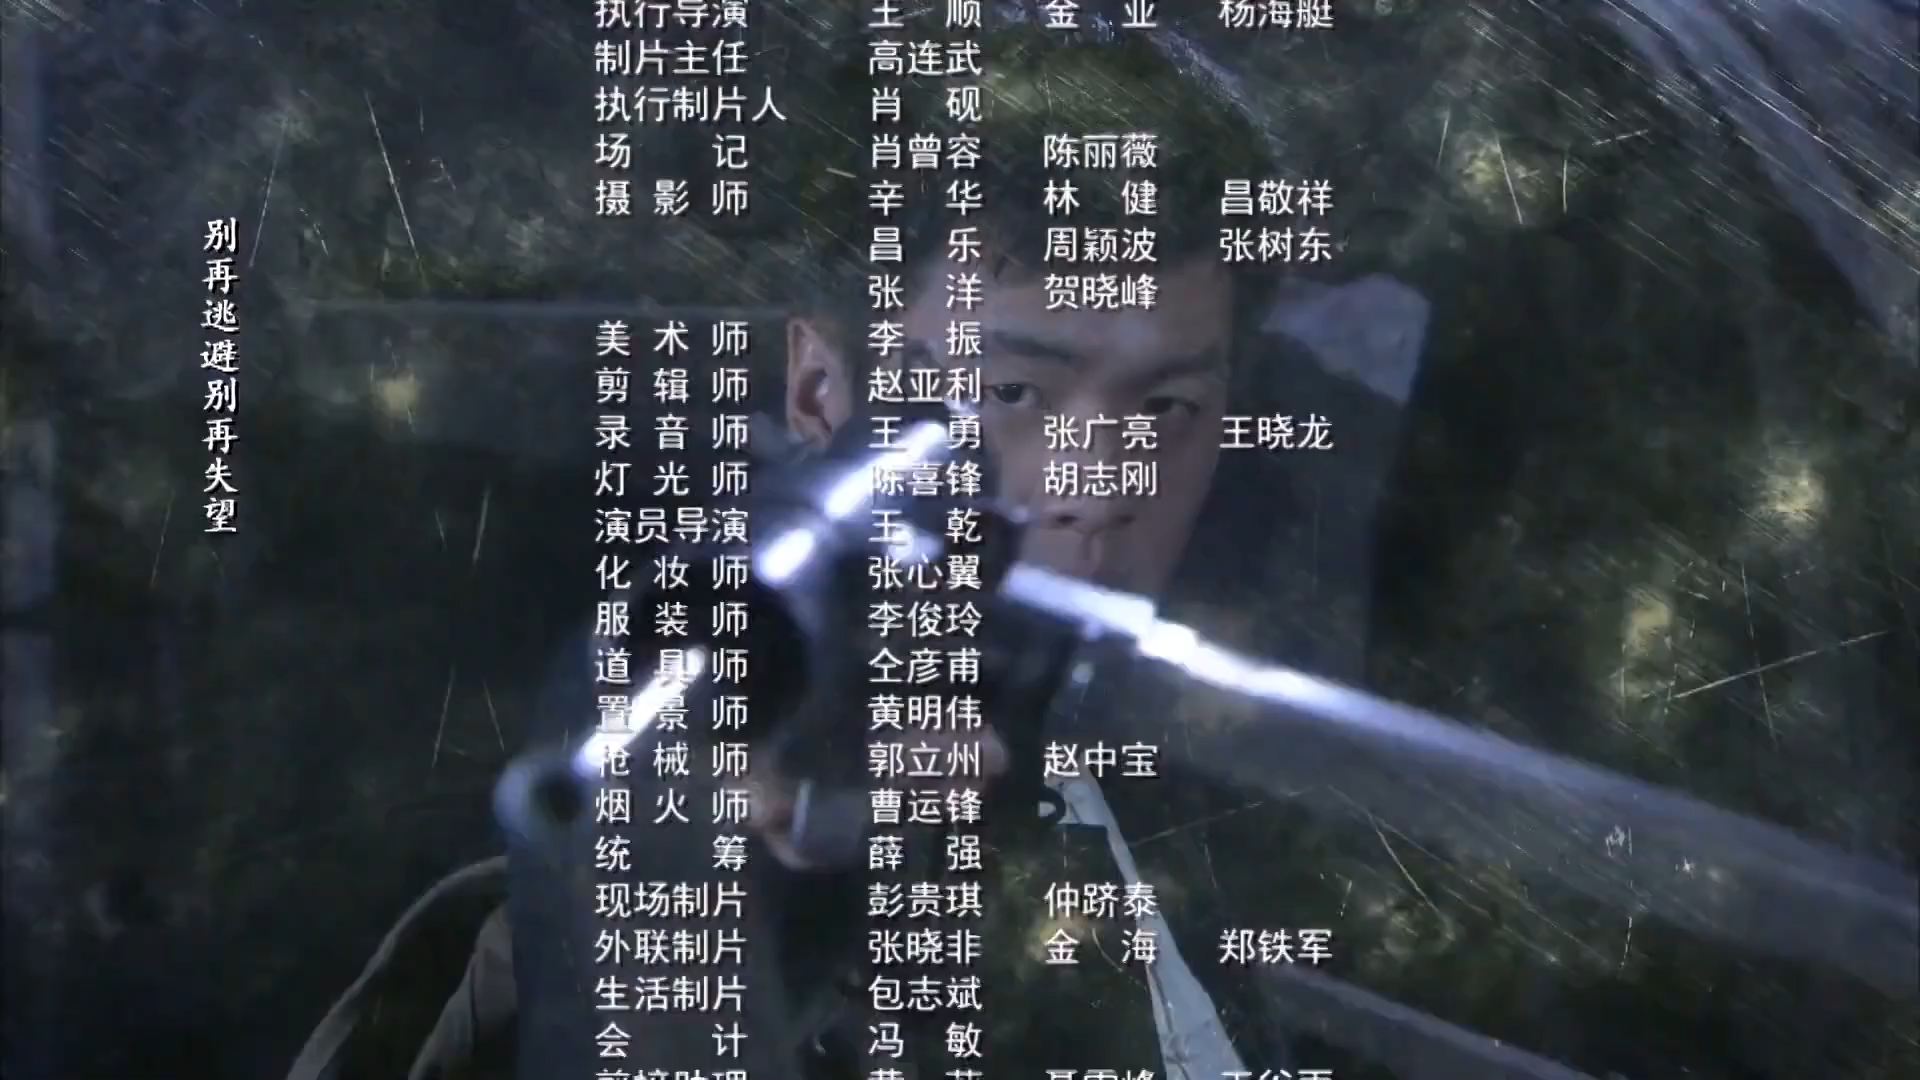 别再逃避别再失望
执行导演 王顺 金亚 杨海艇
制片主任 高连武
执行制片人 肖砚
场记 肖曾容 陈丽薇
摄影师 辛华 林健 昌敬祥
昌乐 周颖波 张树东
张洋 贺晓峰
美术师 李振
剪辑师 赵亚利
录音师 王勇 张广亮 王晓龙
灯光师 陈喜锋 胡志刚
演员导演 王乾
化妆师 张心翼
服装师 李俊玲
道具师 仝彦甫
置景师 黄明伟
枪械师 郭立州 赵中宝
烟火师 曹运锋
统筹 薛强
现场制片 彭贵琪 仲跻泰
外联制片 张晓非 金海 郑铁军
生活制片 包志斌
会计 冯敏